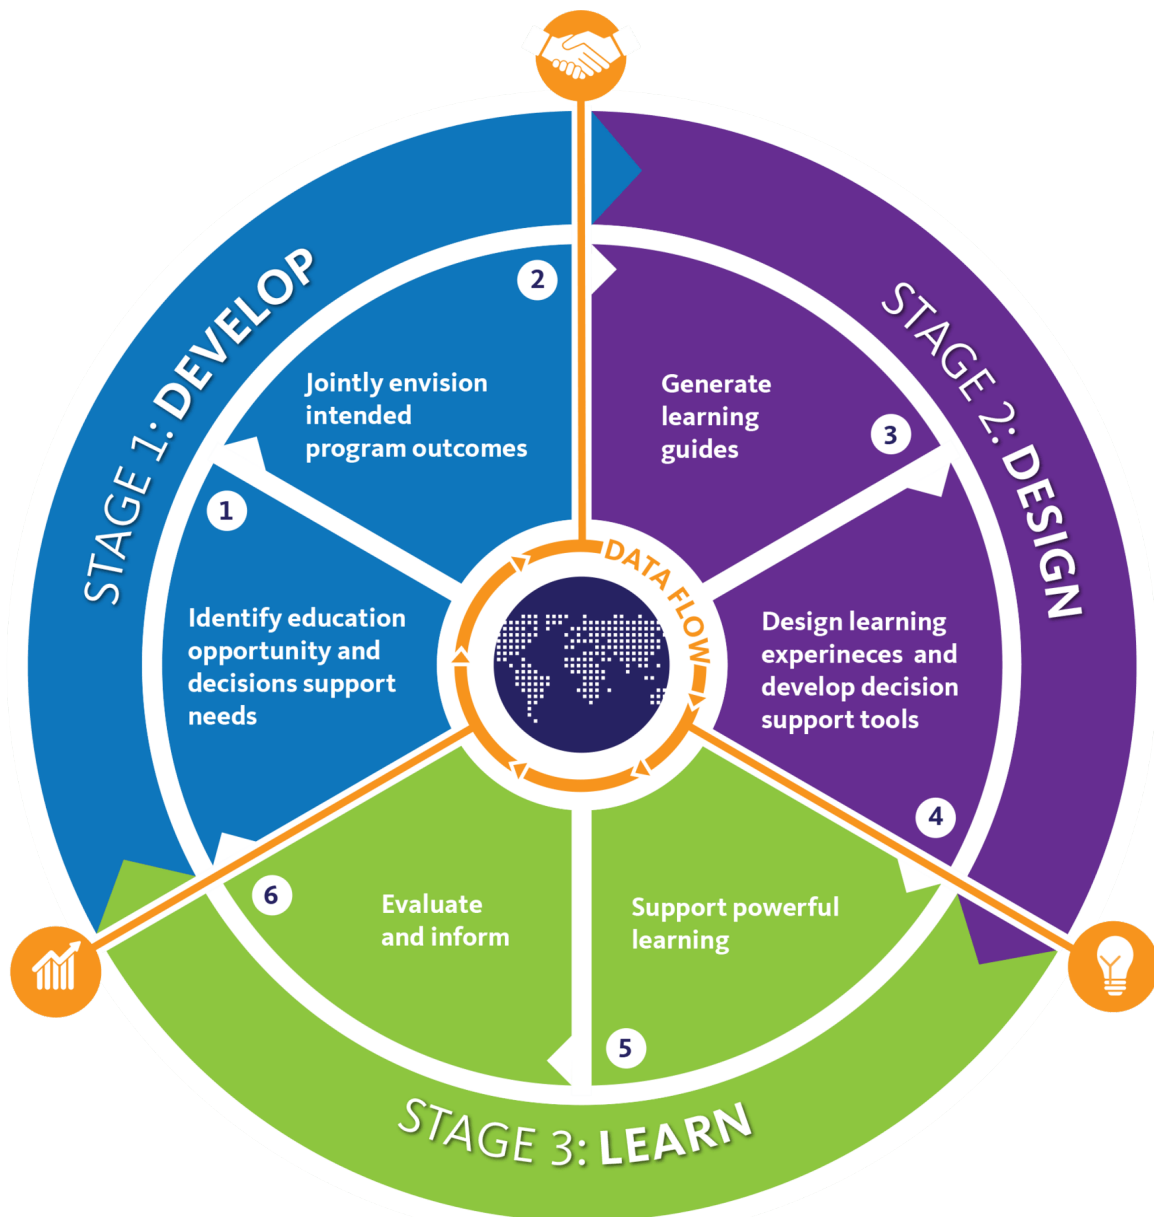 STAGE 1: DEVELOP
1
Identify education
opportunity and
decisions support
needs
2
Jointly envision
intended
program outcomes
STAGE 2: DESIGN
Generate
learning
guides
3
Design learning
experineces and
develop decision
support tools
4
STAGE 3: LEARN
Support powerful
learning
5
Evaluate
and inform
6
DATA FLOW